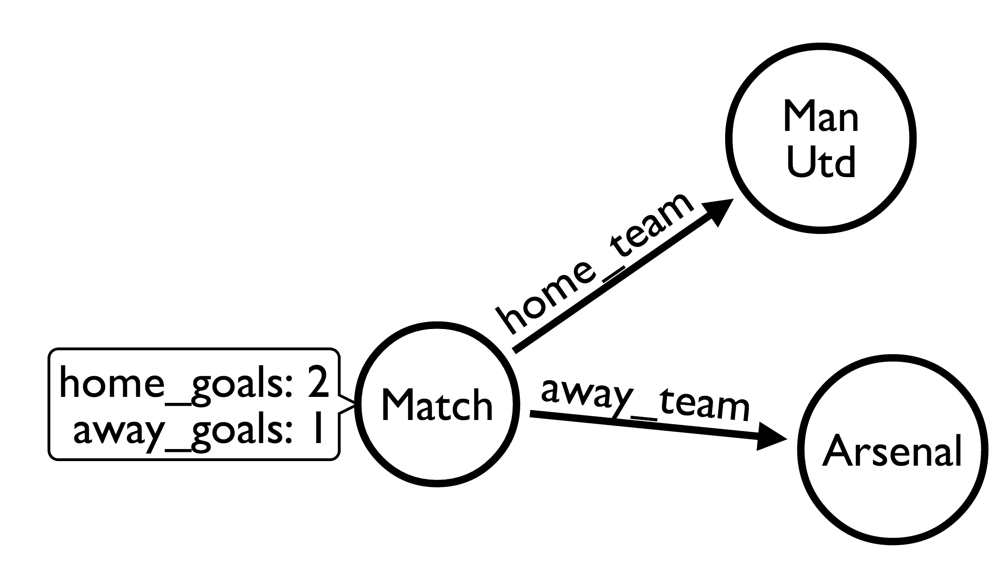 Man
Utd
home_team
home_goals: 2
away_goals: 1
Match
away_team
Arsenal